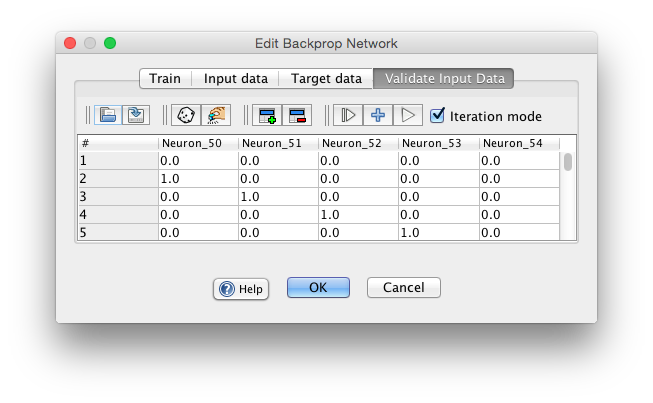 Edit Backprop Network
Train Input data Target data Validate Input Data
Iteration mode
# Neuron_50 Neuron_51 Neuron_52 Neuron_53 Neuron_54
1 0.0 0.0 0.0 0.0 0.0
2 1.0 0.0 0.0 0.0 0.0
3 0.0 1.0 0.0 0.0 0.0
4 0.0 0.0 1.0 0.0 0.0
5 0.0 0.0 0.0 1.0 0.0
? Help OK Cancel